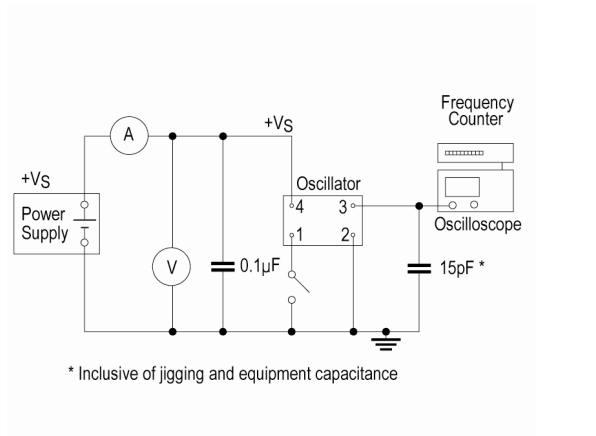 Frequency
Counter
A
+VS
+VS
Oscillator
Power
Supply
4
3
1
2
Oscilloscope
V
0.1µF
15pF *
* Inclusive of jigging and equipment capacitance